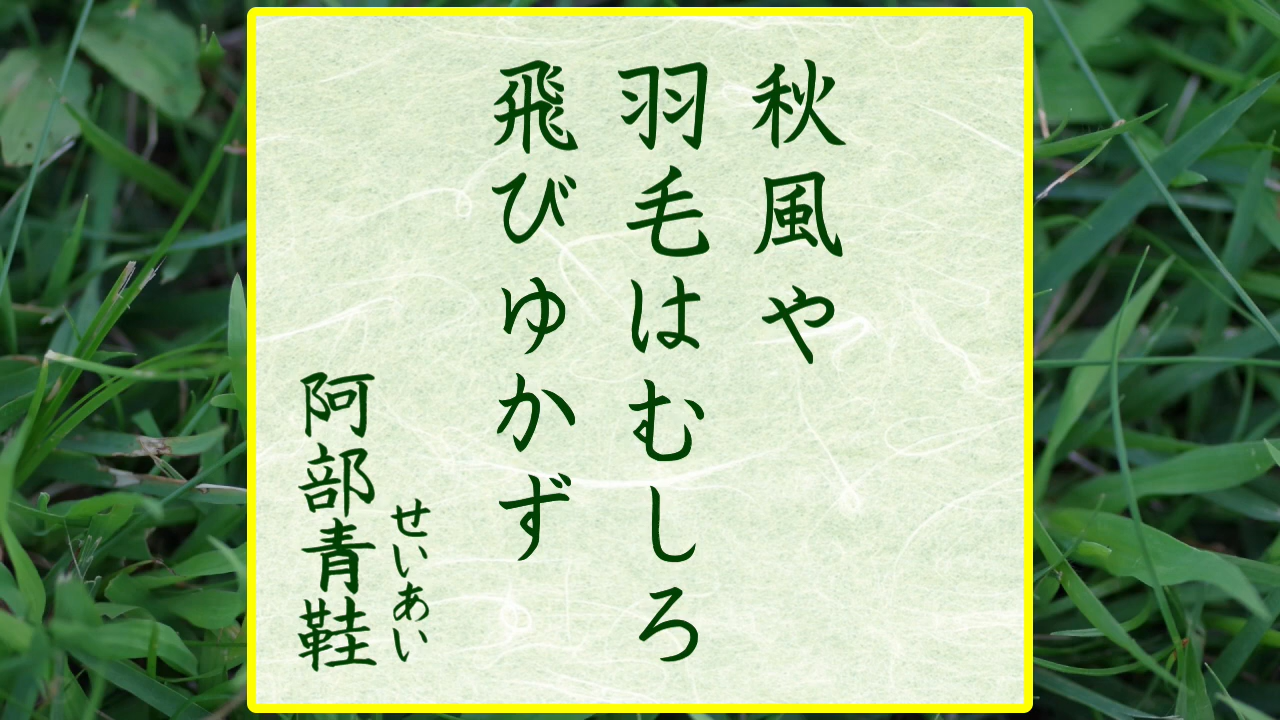 秋風や
羽毛はむしろ
飛びゆかず
せいあい
阿部青鞋